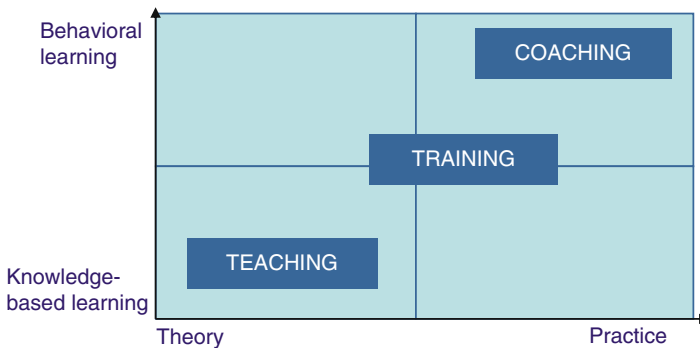 Behavioral
learning
COACHING
TRAINING
TEACHING
Knowledge-
based learning
Theory
Practice